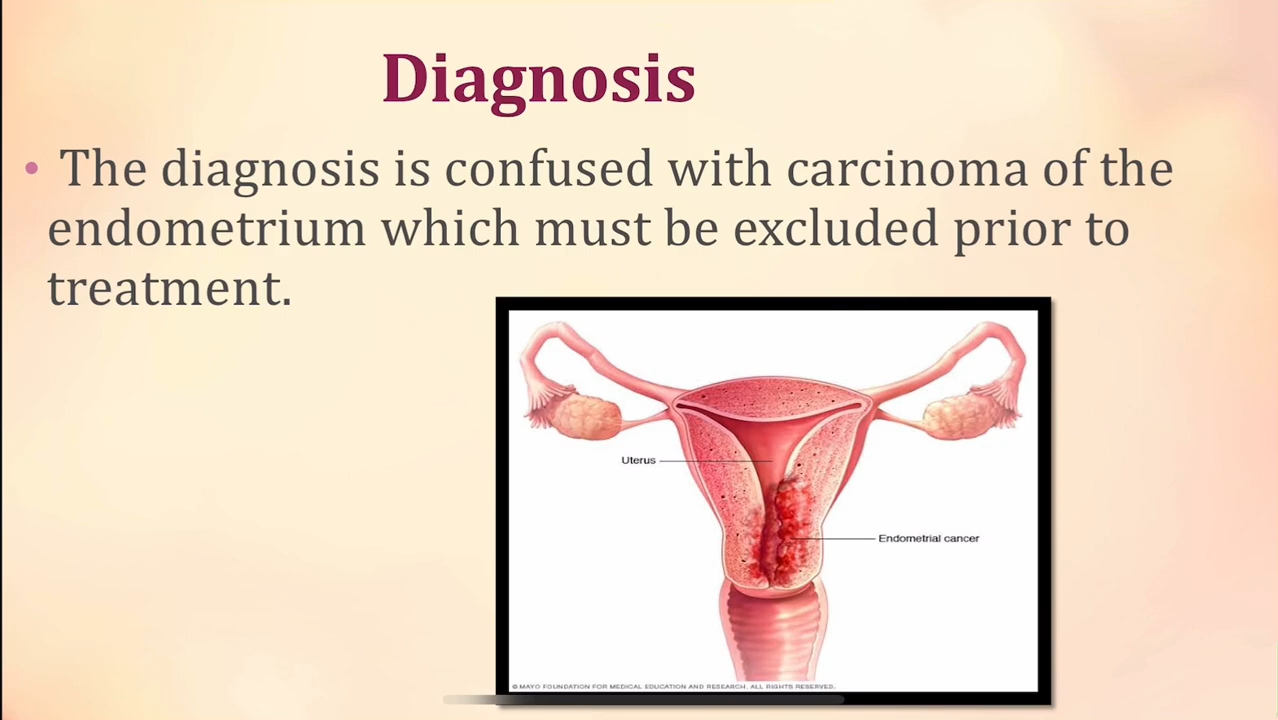 Diagnosis
• The diagnosis is confused with carcinoma of the
endometrium which must be excluded prior to
treatment.
Uterus
Endometrial cancer
© MAYO FOUNDATION FOR MEDICAL EDUCATION AND RESEARCH. ALL RIGHTS RESERVED.